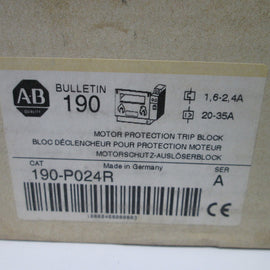 AB
QUALITY
BULLETIN
190
1,6-2,4A
20-35A
MOTOR PROTECTION TRIP BLOCK
BLOC DÉCLENCHEUR POUR PROTECTION MOTEUR
MOTORSCHUTZ-AUSLÖSERBLOCK
CAT
Made in Germany
SER
190-P024R
A
CE